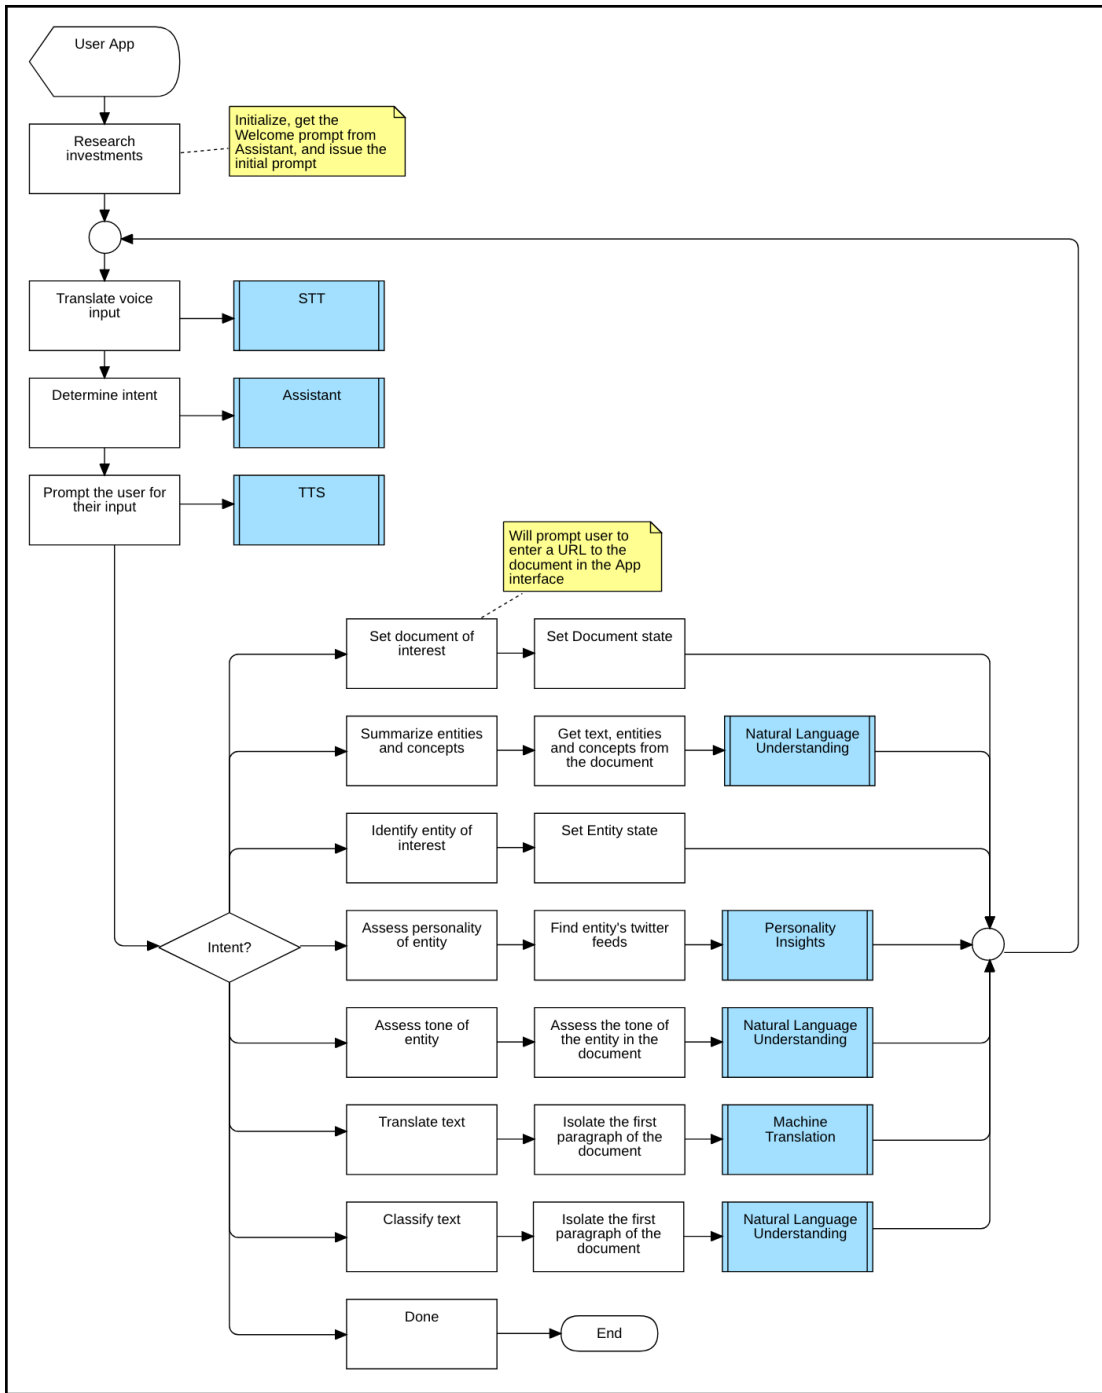 User App
Research
investments
Initialize, get the
Welcome prompt from
Assistant, and issue the
initial prompt
Translate voice
input
STT
Determine intent
Assistant
Prompt the user for
their input
TTS
Will prompt user to
enter a URL to the
document in the App
interface
Set document of
interest
Set Document state
Summarize entities
and concepts
Get text, entities
and concepts from
the document
Natural Language
Understanding
Identify entity of
interest
Set Entity state
Intent?
Assess personality
of entity
Find entity's twitter
feeds
Personality
Insights
Assess tone of
entity
Assess the tone of
the entity in the
document
Natural Language
Understanding
Translate text
Isolate the first
paragraph of the
document
Machine
Translation
Classify text
Isolate the first
paragraph of the
document
Natural Language
Understanding
Done
End